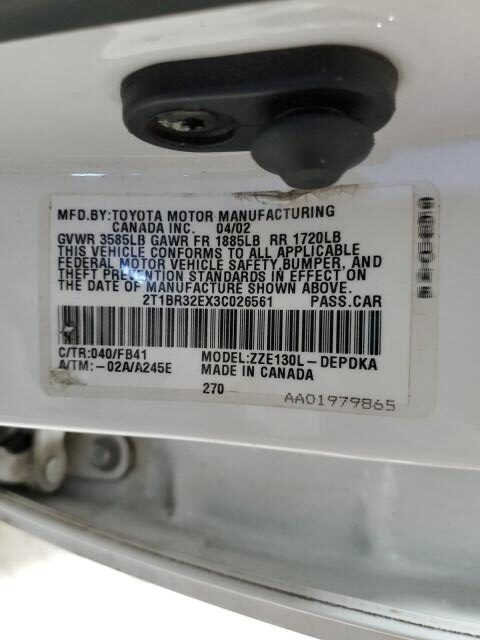 MFD.BY:TOYOTA MOTOR MANUFACTURING
CANADA INC. 04/02
GVWR 3585LB GAWR FR 1885LB RR 1720LB
THIS VEHICLE CONFORMS TO ALL APPLICABLE
FEDERAL MOTOR VEHICLE SAFETY,BUMPER, AND
THEFT PREVENTION STANDARDS IN EFFECT ON
THE DATE OF MANUFACTURE SHOWN ABOVE.
2T1BR32EX3C026561 PASS.CAR
C/TR:040/FB41 MODEL:ZZE130L-DEPDKA
A/TM:-02A/A245E MADE IN CANADA
270
AA01979865